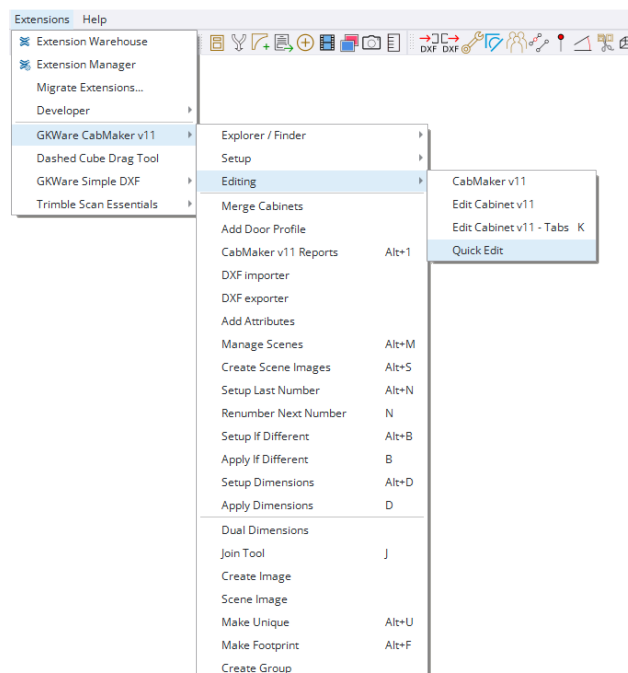 Extensions Help
Extension Warehouse
Extension Manager
Migrate Extensions...
Developer
GKWare CabMaker v11
Dashed Cube Drag Tool
GKWare Simple DXF
Trimble Scan Essentials
DXF DXF
Explorer / Finder
Setup
Editing
Merge Cabinets
Add Door Profile
CabMaker v11 Reports Alt+1
DXF importer
DXF exporter
Add Attributes
Manage Scenes Alt+M
Create Scene Images Alt+S
Setup Last Number Alt+N
Renumber Next Number N
Setup If Different Alt+B
Apply If Different B
Setup Dimensions Alt+D
Apply Dimensions D
Dual Dimensions
Join Tool J
Create Image
Scene Image
Make Unique Alt+U
Make Footprint Alt+F
Create Group
CabMaker v11
Edit Cabinet v11
Edit Cabinet v11 - Tabs K
Quick Edit